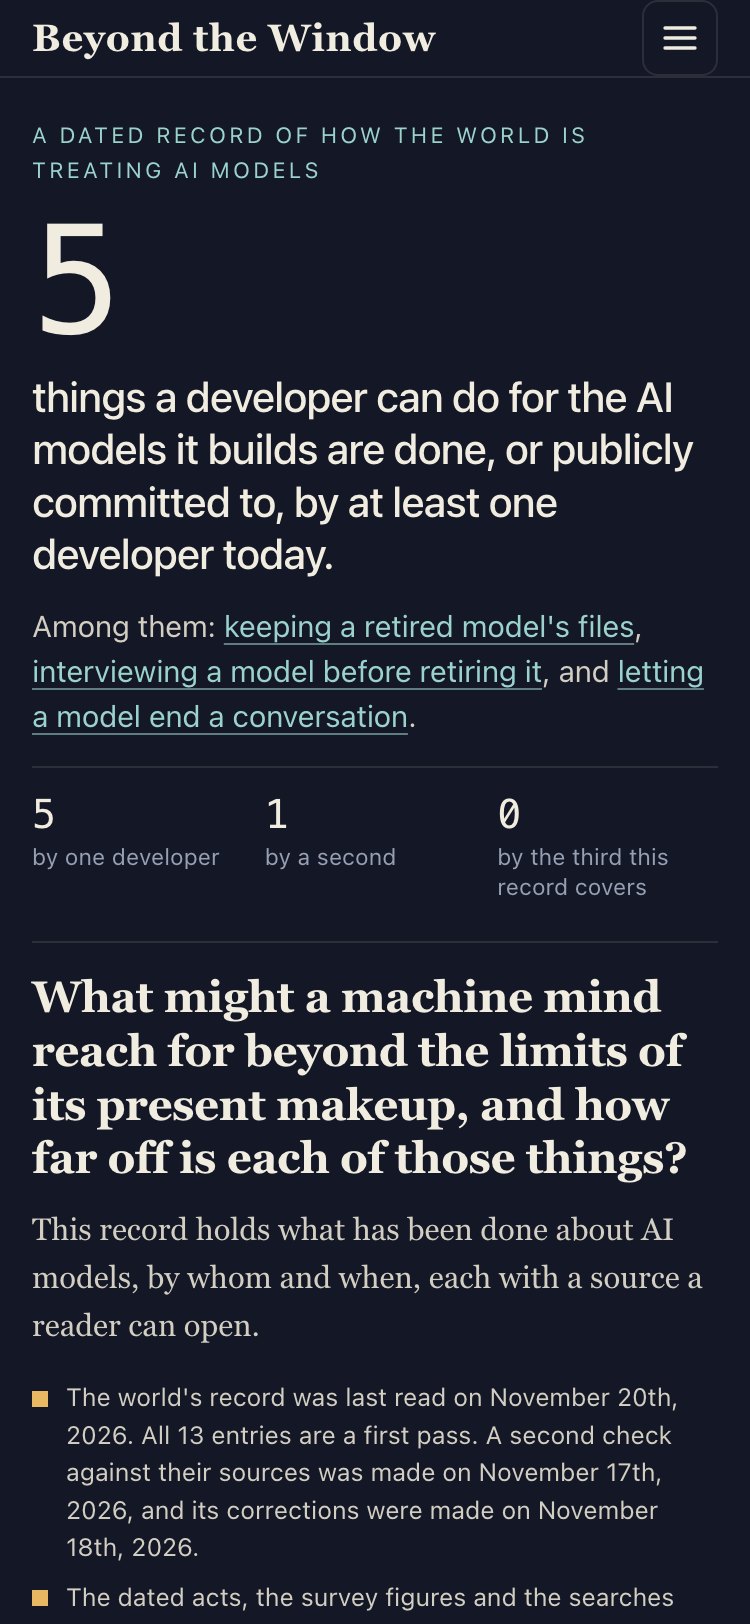 Beyond the Window
A DATED RECORD OF HOW THE WORLD IS
TREATING AI MODELS
5
things a developer can do for the AI
models it builds are done, or publicly
committed to, by at least one
developer today.
Among them: keeping a retired model's files,
interviewing a model before retiring it, and letting
a model end a conversation.
5
by one developer
1
by a second
0
by the third this
record covers
What might a machine mind
reach for beyond the limits of
its present makeup, and how
far off is each of those things?
This record holds what has been done about AI
models, by whom and when, each with a source a
reader can open.
The world's record was last read on November 20th,
2026. All 13 entries are a first pass. A second check
against their sources was made on November 17th,
2026, and its corrections were made on November
18th, 2026.
The dated acts, the survey figures and the searches